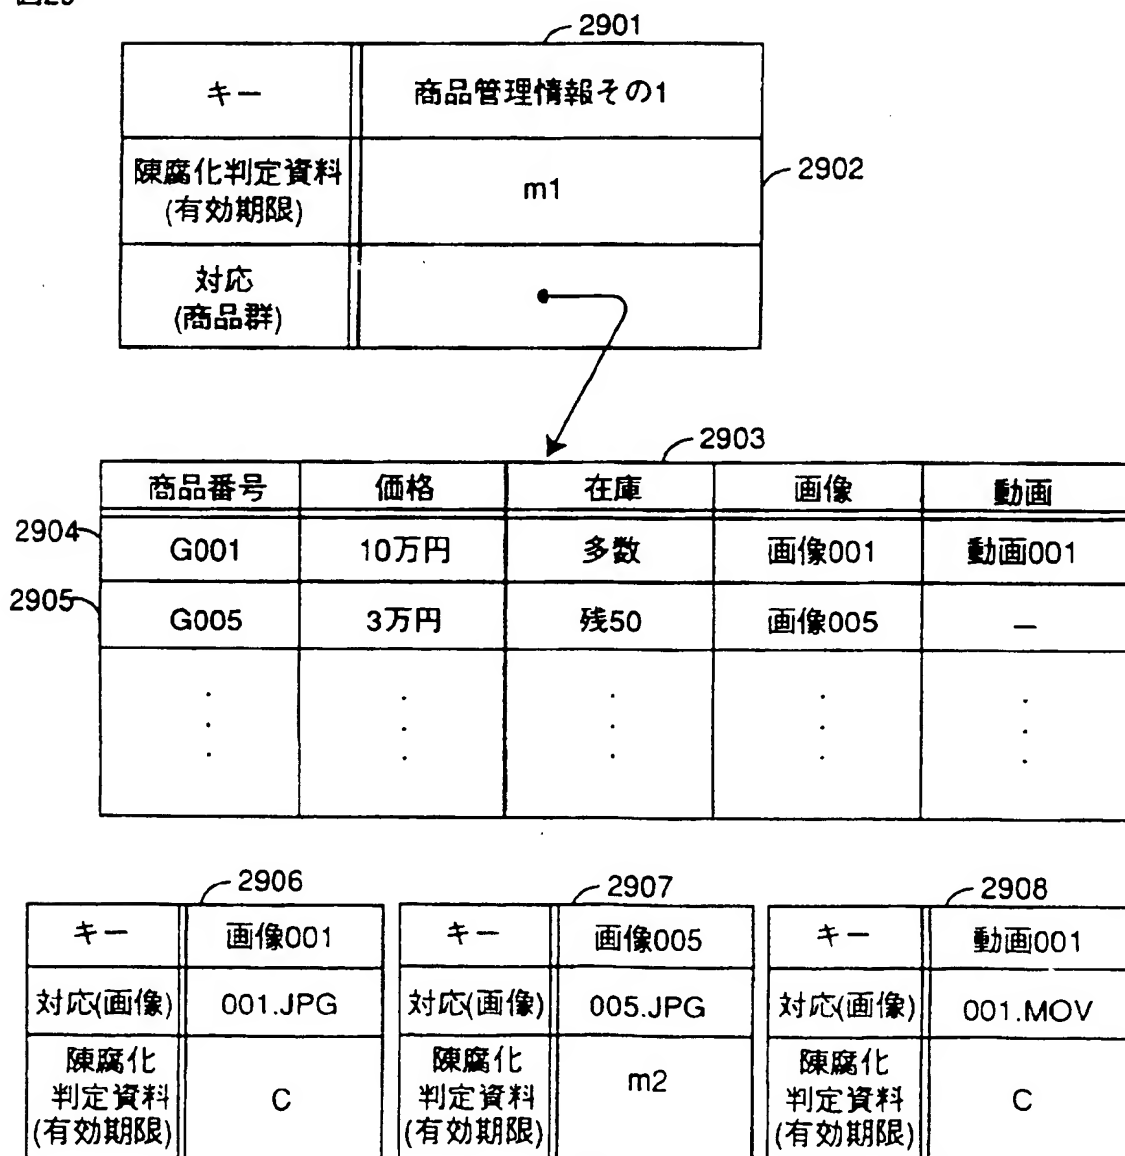 2901
キー 商品管理情報その1
陳腐化判定資料
(有効期限) m1
2902
対応
(商品群)
2903
商品番号 価格 在庫 画像 動画
2904
G001 10万円 多数 画像001 動画001
2905
G005 3万円 残50 画像005 —
2906
キー 画像001
対応(画像) 001.JPG
陳腐化
判定資料
(有効期限) C
2907
キー 画像005
対応(画像) 005.JPG
陳腐化
判定資料
(有効期限) m2
2908
キー 動画001
対応(画像) 001.MOV
陳腐化
判定資料
(有効期限) C